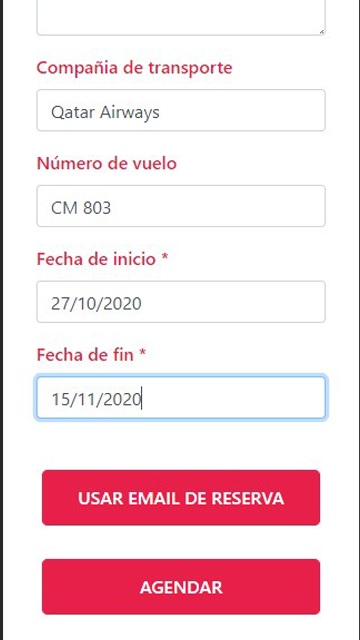 Compañia de transporte
Qatar Airways
Número de vuelo
CM 803
Fecha de inicio *
27/10/2020
Fecha de fin *
15/11/2020
USAR EMAIL DE RESERVA
AGENDAR